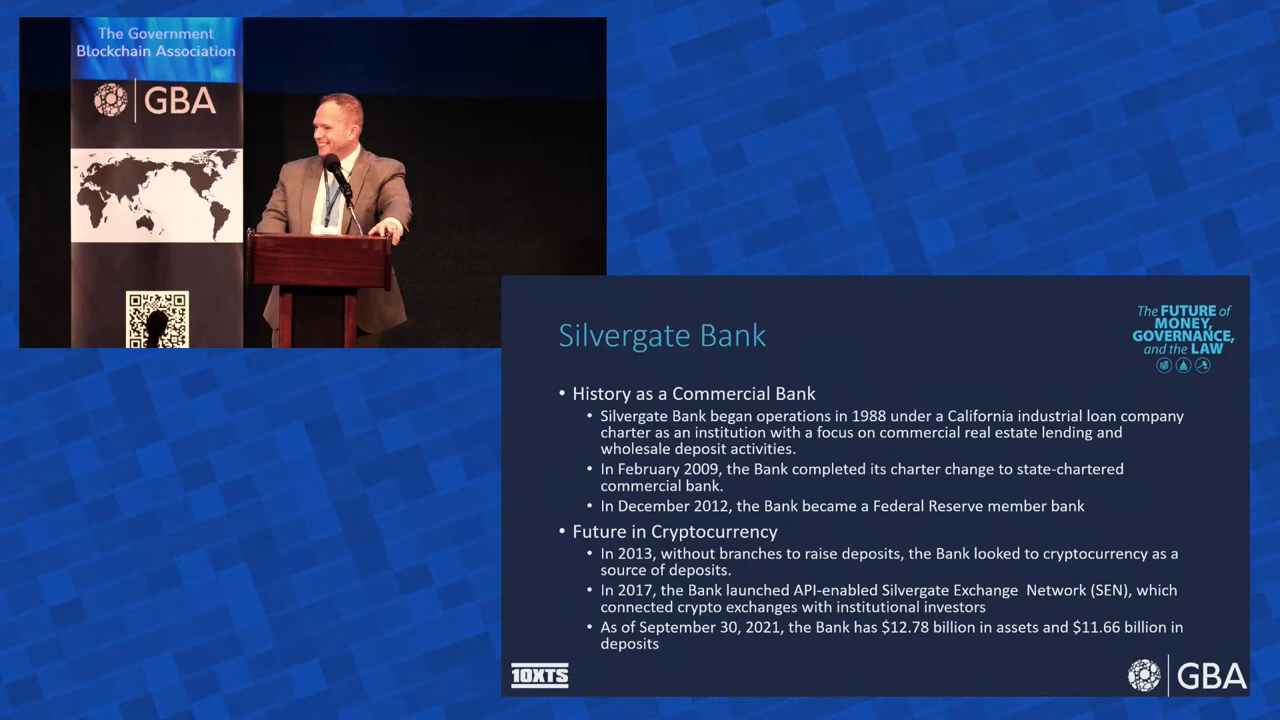 The Government
Blockchain Association
GBA
Silvergate Bank
The FUTURE of
MONEY,
GOVERNANCE,
and the LAW
• History as a Commercial Bank
• Silvergate Bank began operations in 1988 under a California industrial loan company
charter as an institution with a focus on commercial real estate lending and
wholesale deposit activities.
• In February 2009, the Bank completed its charter change to state-chartered
commercial bank.
• In December 2012, the Bank became a Federal Reserve member bank
• Future in Cryptocurrency
• In 2013, without branches to raise deposits, the Bank looked to cryptocurrency as a
source of deposits.
• In 2017, the Bank launched API-enabled Silvergate Exchange Network (SEN), which
connected crypto exchanges with institutional investors
• As of September 30, 2021, the Bank has $12.78 billion in assets and $11.66 billion in
deposits
10XTS
GBA